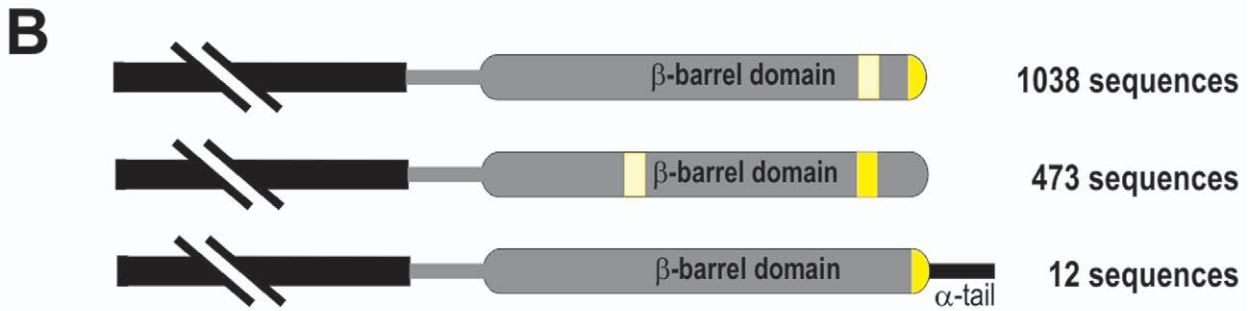 B
β-barrel domain 1038 sequences
β-barrel domain 473 sequences
β-barrel domain 12 sequences
α-tail